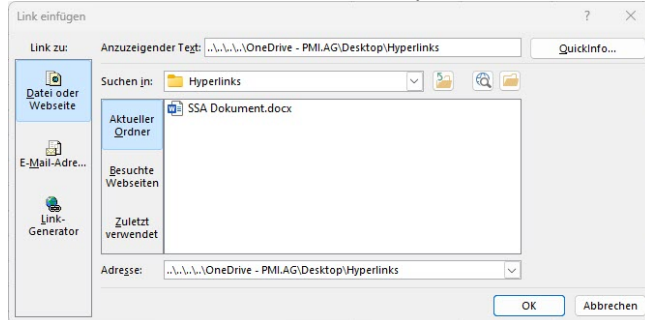 Link einfügen
?
Link zu:
Anzuzeigender Text: ..\..\..\..\OneDrive - PMI.AG\Desktop\Hyperlinks
QuickInfo...
Datei oder
Webseite
Suchen in: Hyperlinks
Aktueller
Ordner
SSA Dokument.docx
E-Mail-Adre...
Besuchte
Webseiten
Link-
Generator
Zuletzt
verwendet
Adresse: ..\..\..\..\OneDrive - PMI.AG\Desktop\Hyperlinks
OK
Abbrechen